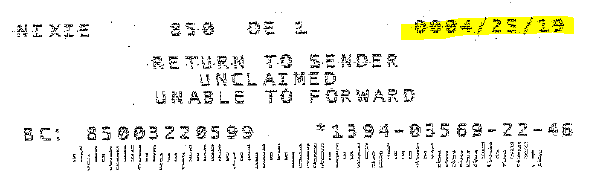 NIXIE 850 DE 1 0004/25/19
RETURN TO SENDER
UNCLAIMED
UNABLE TO FORWARD
BC: 85003220599 *1394-03569-22-46